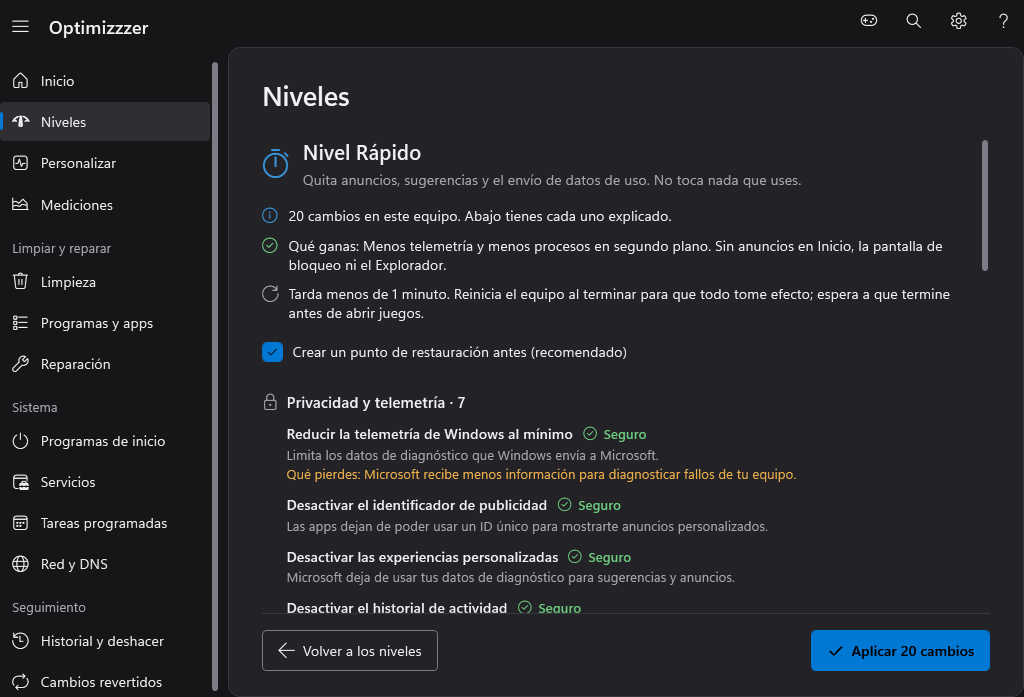 Optimizzzer
Inicio
Niveles
Personalizar
Mediciones
Limpiar y reparar
Limpieza
Programas y apps
Reparación
Sistema
Programas de inicio
Servicios
Tareas programadas
Red y DNS
Seguimiento
Historial y deshacer
Cambios revertidos
Niveles
Nivel Rápido
Quita anuncios, sugerencias y el envío de datos de uso. No toca nada que uses.
20 cambios en este equipo. Abajo tienes cada uno explicado.
Qué ganas: Menos telemetría y menos procesos en segundo plano. Sin anuncios en Inicio, la pantalla de
bloqueo ni el Explorador.
Tarda menos de 1 minuto. Reinicia el equipo al terminar para que todo tome efecto; espera a que termine
antes de abrir juegos.
Crear un punto de restauración antes (recomendado)
Privacidad y telemetría · 7
Reducir la telemetría de Windows al mínimo Seguro
Limita los datos de diagnóstico que Windows envía a Microsoft.
Qué pierdes: Microsoft recibe menos información para diagnosticar fallos de tu equipo.
Desactivar el identificador de publicidad Seguro
Las apps dejan de poder usar un ID único para mostrarte anuncios personalizados.
Desactivar las experiencias personalizadas Seguro
Microsoft deja de usar tus datos de diagnóstico para sugerencias y anuncios.
Desactivar el historial de actividad Seguro
Volver a los niveles
Aplicar 20 cambios